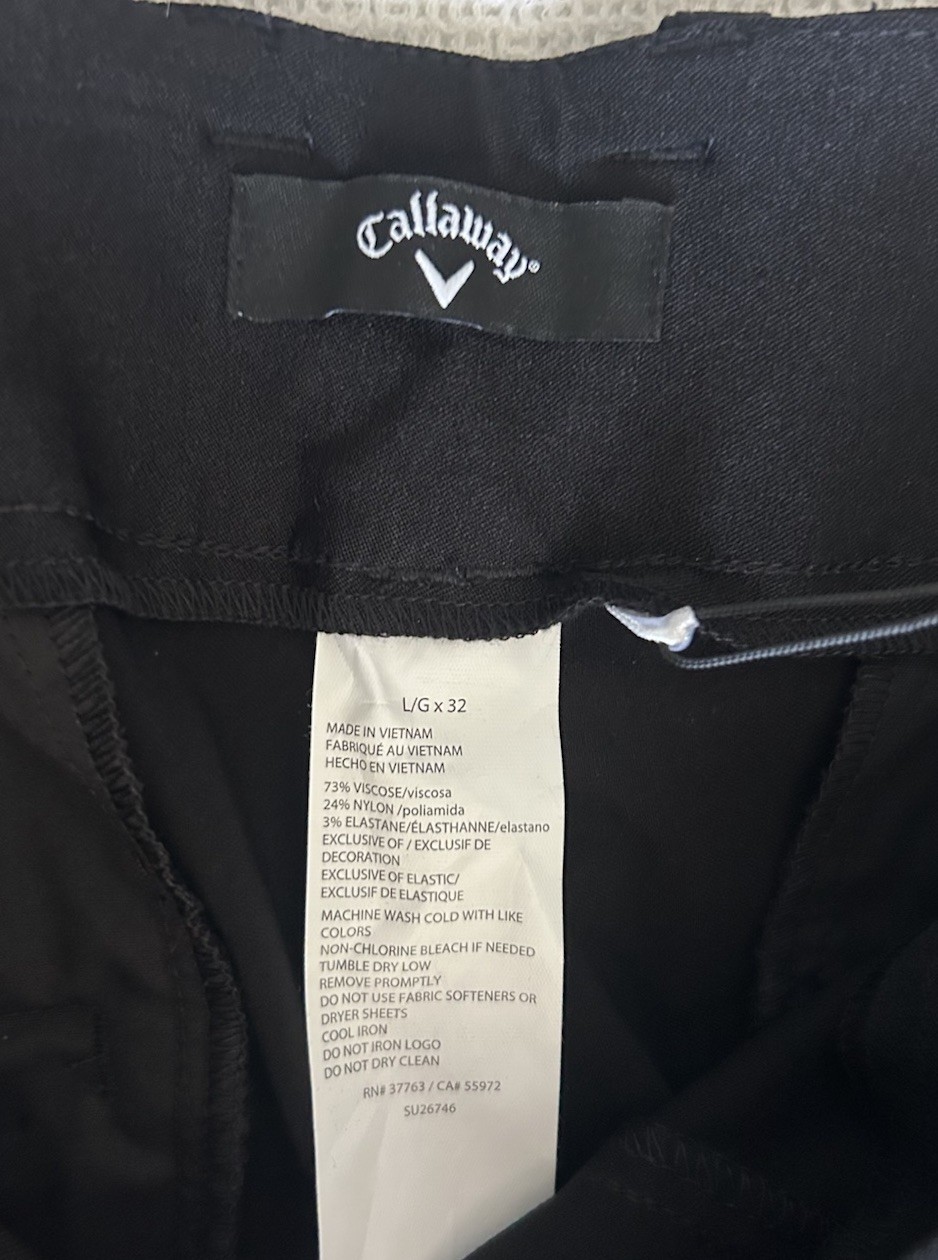 Callaway®
L/G x 32
MADE IN VIETNAM
FABRIQUÉ AU VIETNAM
HECHO EN VIETNAM
73% VISCOSE/viscosa
24% NYLON /poliamida
3% ELASTANE/ÉLASTHANNE/elastano
EXCLUSIVE OF / EXCLUSIF DE
DECORATION
EXCLUSIVE OF ELASTIC/
EXCLUSIF DE ELASTIQUE
MACHINE WASH COLD WITH LIKE
COLORS
NON-CHLORINE BLEACH IF NEEDED
TUMBLE DRY LOW
REMOVE PROMPTLY
DO NOT USE FABRIC SOFTENERS OR
DRYER SHEETS
COOL IRON
DO NOT IRON LOGO
DO NOT DRY CLEAN
RN# 37763 / CA# 55972
SU26746